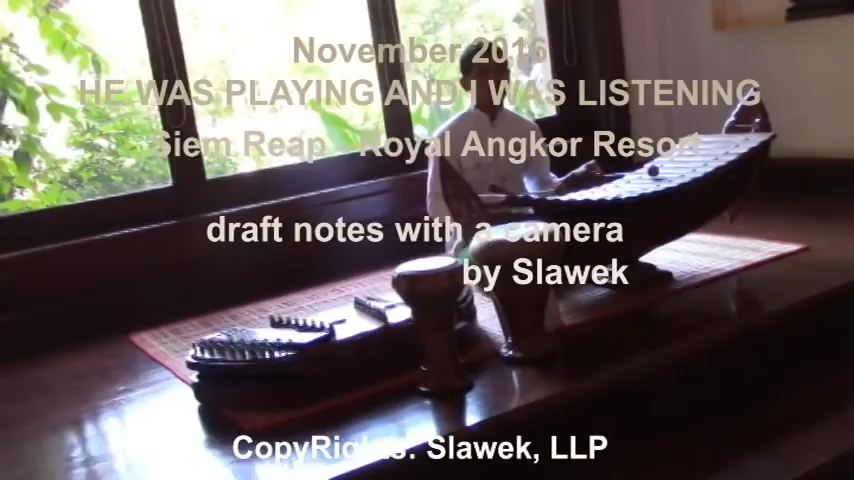 November 2016
HE WAS PLAYING AND I WAS LISTENING
Siem Reap - Royal Angkor Resort
draft notes with a camera
by Slawek
CopyRights: Slawek, LLP